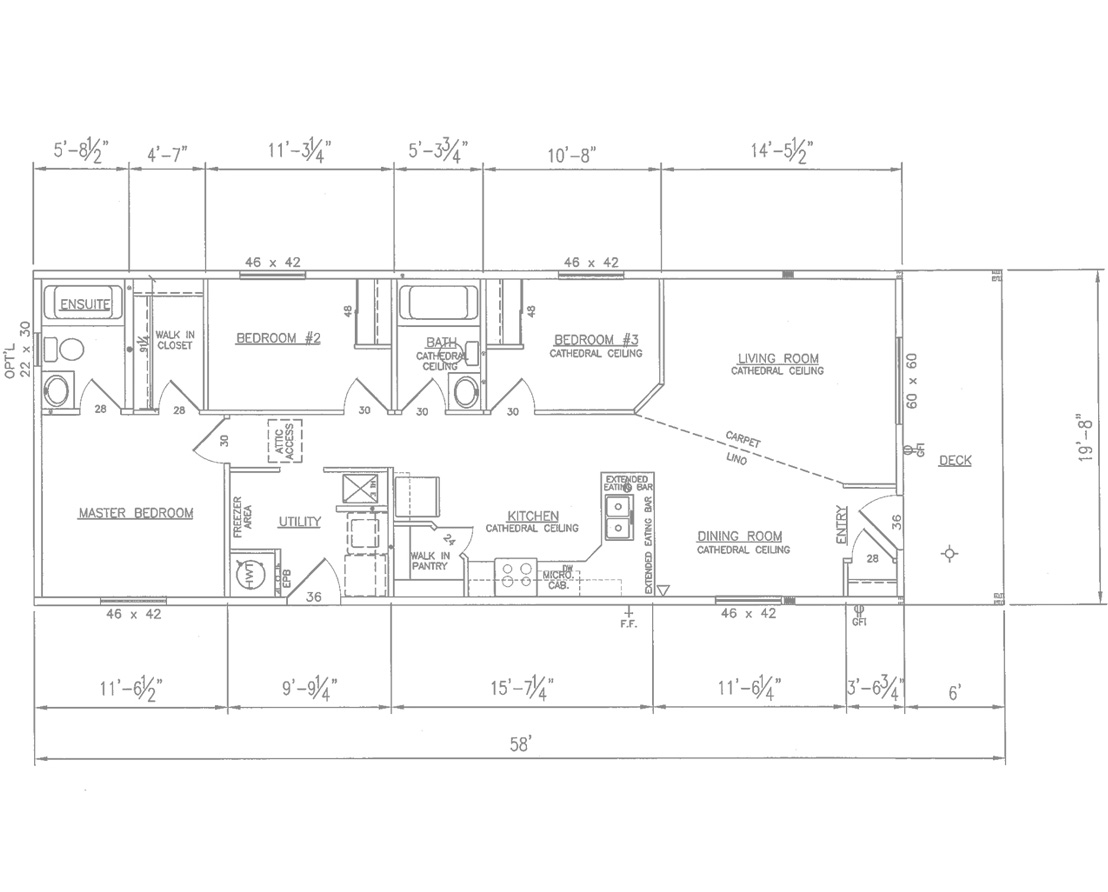 5'-8½" 4'-7" 11'-3¼" 5'-3¾" 10'-8" 14'-5½"
46 x 42 46 x 42
ENSUITE
WALK IN
CLOSET
BEDROOM #2
48
48
BATH
CATHEDRAL
CEILING
BEDROOM #3
CATHEDRAL CEILING
LIVING ROOM
CATHEDRAL CEILING
OPT'L
22 x 30
60 x 60
28 28 30 30 30
30
ATTIC
ACCESS
CARPET
LINO
GFI
DECK
19'-8"
MASTER BEDROOM
FREEZER
AREA
UTILITY
KITCHEN
CATHEDRAL CEILING
EXTENDED
EATING BAR
EXTENDED EATING BAR
DINING ROOM
CATHEDRAL CEILING
ENTRY
36
28
24
WALK IN
PANTRY
HWT
EPB
DW
MICRO.
CAB.
36
46 x 42
46 x 42
F.F.
GFI
11'-6½" 9'-9¼" 15'-7¼" 11'-6¼" 3'-6¾" 6'
58'